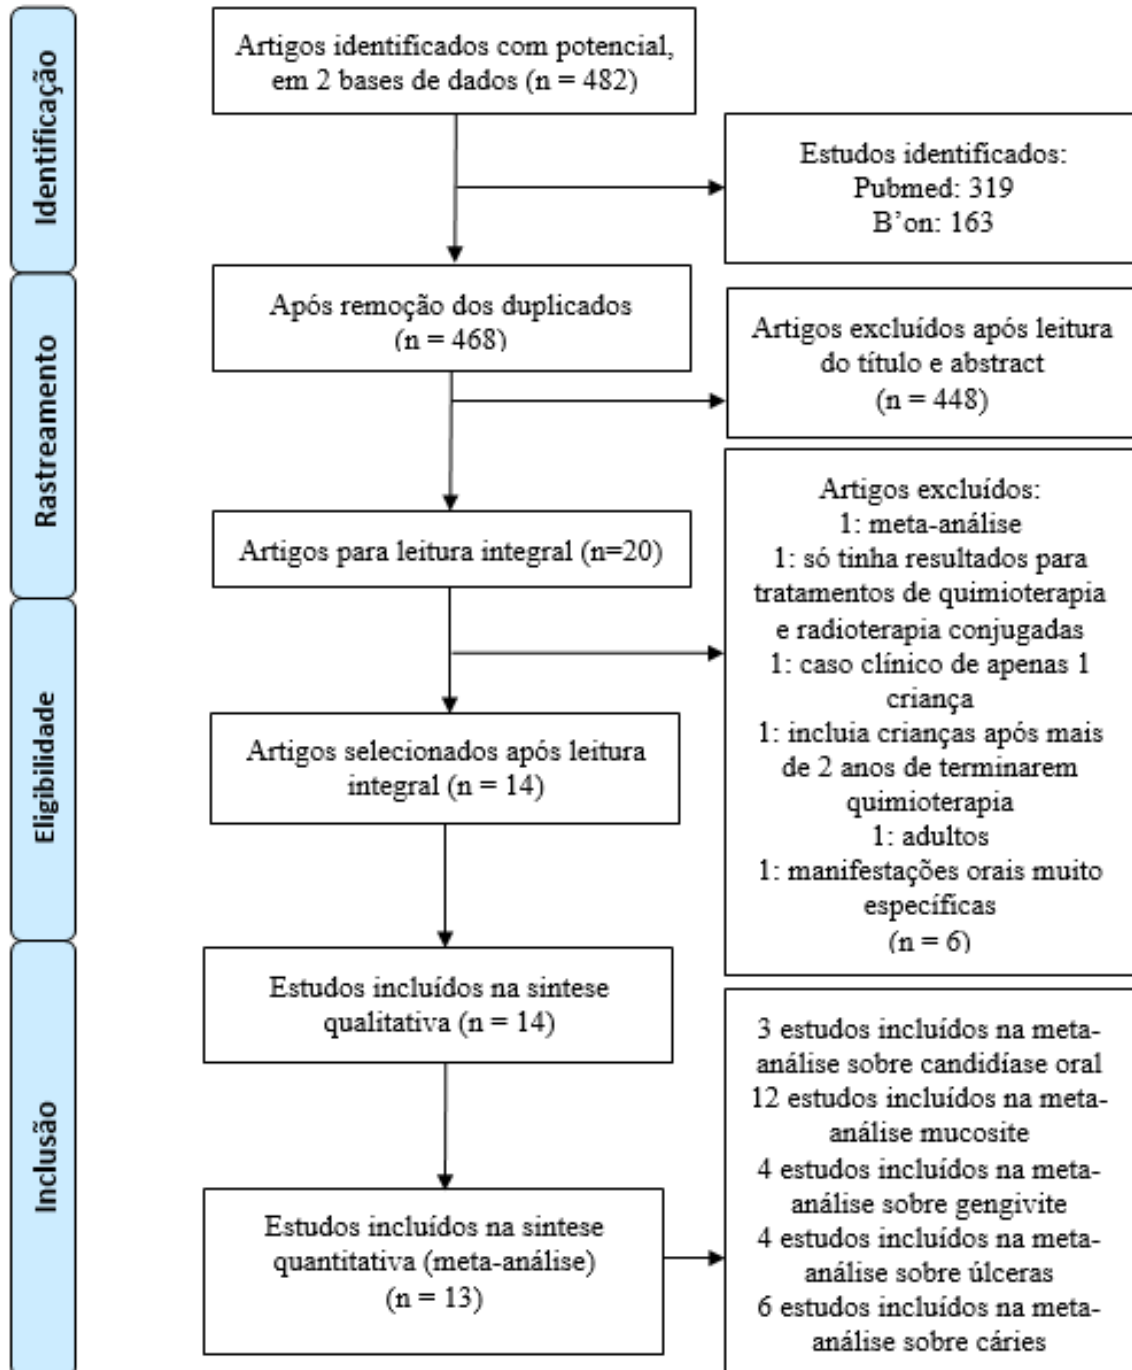 Identificação
Artigos identificados com potencial,
em 2 bases de dados (n = 482)
Estudos identificados:
Pubmed: 319
B'on: 163
Rastreamento
Após remoção dos duplicados
(n = 468)
Artigos excluídos após leitura
do título e abstract
(n = 448)
Artigos para leitura integral (n=20)
Artigos excluídos:
1: meta-análise
1: só tinha resultados para
tratamentos de quimioterapia
e radioterapia conjugadas
1: caso clínico de apenas 1
criança
1: incluia crianças após mais
de 2 anos de terminarem
quimioterapia
1: adultos
1: manifestações orais muito
específicas
(n = 6)
Eligibilidade
Artigos selecionados após leitura
integral (n = 14)
Inclusão
Estudos incluídos na sintese
qualitativa (n = 14)
Estudos incluídos na sintese
quantitativa (meta-análise)
(n = 13)
3 estudos incluídos na meta-
análise sobre candidíase oral
12 estudos incluídos na meta-
análise mucosite
4 estudos incluídos na meta-
análise sobre gengivite
4 estudos incluídos na meta-
análise sobre úlceras
6 estudos incluídos na meta-
análise sobre cáries